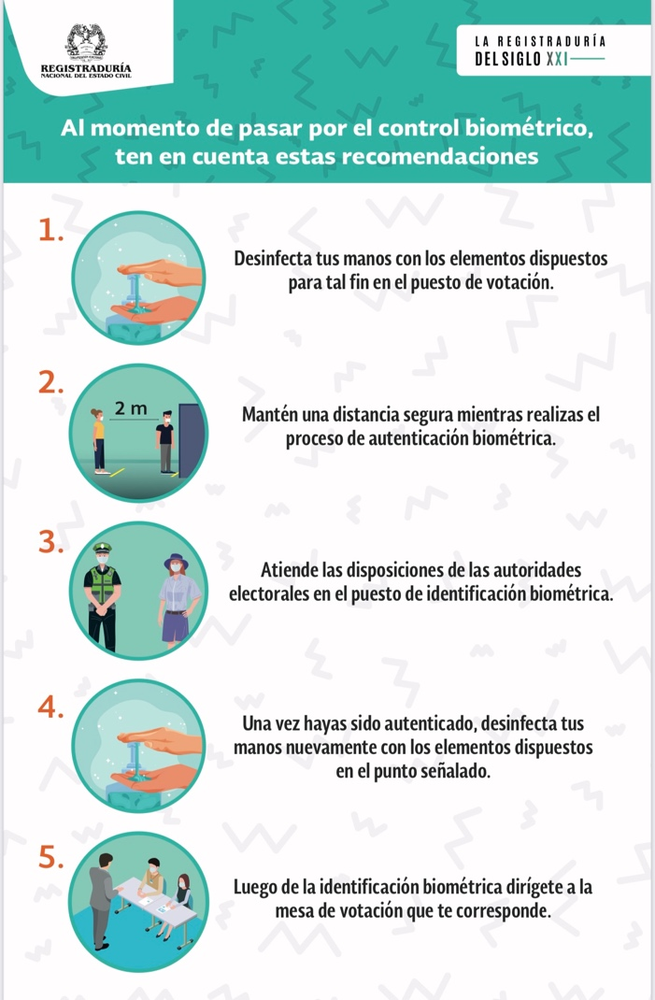 REGISTRADURÍA
NACIONAL DEL ESTADO CIVIL
LA REGISTRADURÍA
DEL SIGLO XXI
Al momento de pasar por el control biométrico,
ten en cuenta estas recomendaciones
1.
Desinfecta tus manos con los elementos dispuestos
para tal fin en el puesto de votación.
2.
2 m
Mantén una distancia segura mientras realizas el
proceso de autenticación biométrica.
3.
Atiende las disposiciones de las autoridades
electorales en el puesto de identificación biométrica.
4.
Una vez hayas sido autenticado, desinfecta tus
manos nuevamente con los elementos dispuestos
en el punto señalado.
5.
Luego de la identificación biométrica dirígete a la
mesa de votación que te corresponde.